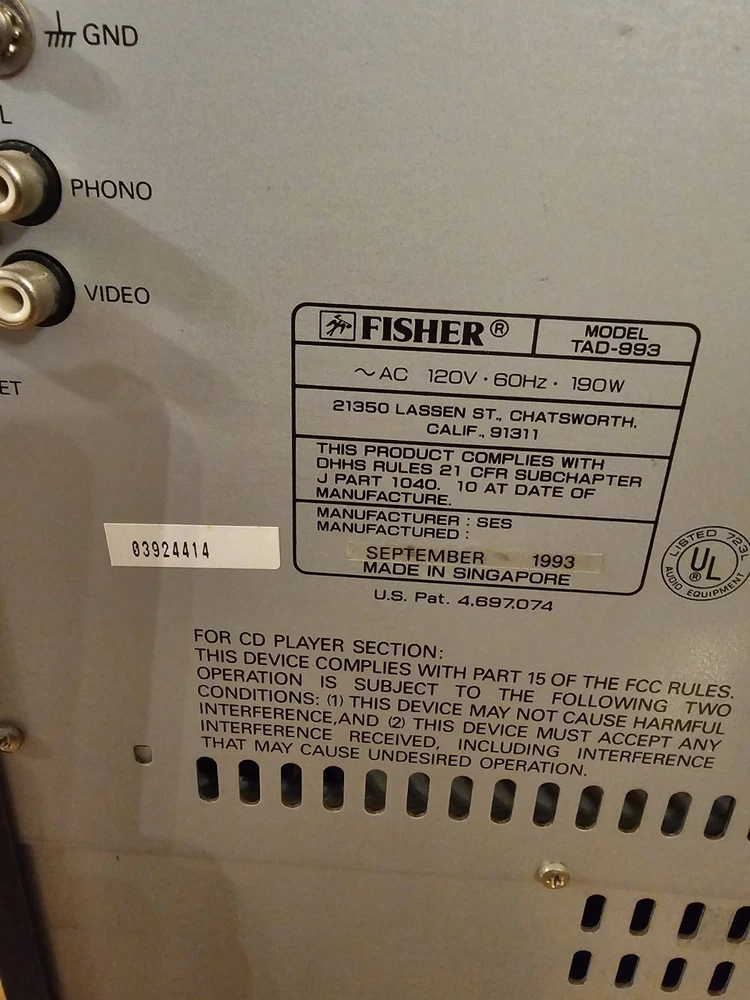 GND
L
PHONO
VIDEO
ET
FISHER®
MODEL
TAD-993
~AC 120V · 60Hz · 190W
21350 LASSEN ST., CHATSWORTH,
CALIF., 91311
THIS PRODUCT COMPLIES WITH
DHHS RULES 21 CFR SUBCHAPTER
J PART 1040. 10 AT DATE OF
MANUFACTURE.
MANUFACTURER : SES
MANUFACTURED :
SEPTEMBER 1993
MADE IN SINGAPORE
U.S. Pat. 4.697.074
LISTED 723L
UL®
AUDIO EQUIPMENT
03924414
FOR CD PLAYER SECTION:
THIS DEVICE COMPLIES WITH PART 15 OF THE FCC RULES.
OPERATION IS SUBJECT TO THE FOLLOWING TWO
CONDITIONS: (1) THIS DEVICE MAY NOT CAUSE HARMFUL
INTERFERENCE,AND (2) THIS DEVICE MUST ACCEPT ANY
INTERFERENCE RECEIVED, INCLUDING INTERFERENCE
THAT MAY CAUSE UNDESIRED OPERATION.